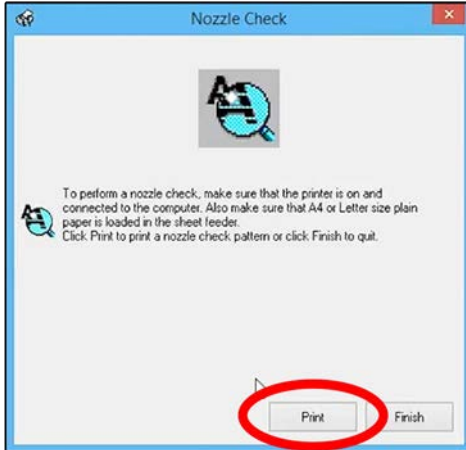 Nozzle Check
To perform a nozzle check, make sure that the printer is on and
connected to the computer. Also make sure that A4 or Letter size plain
paper is loaded in the sheet feeder.
Click Print to print a nozzle check pattern or click Finish to quit.
Print
Finish